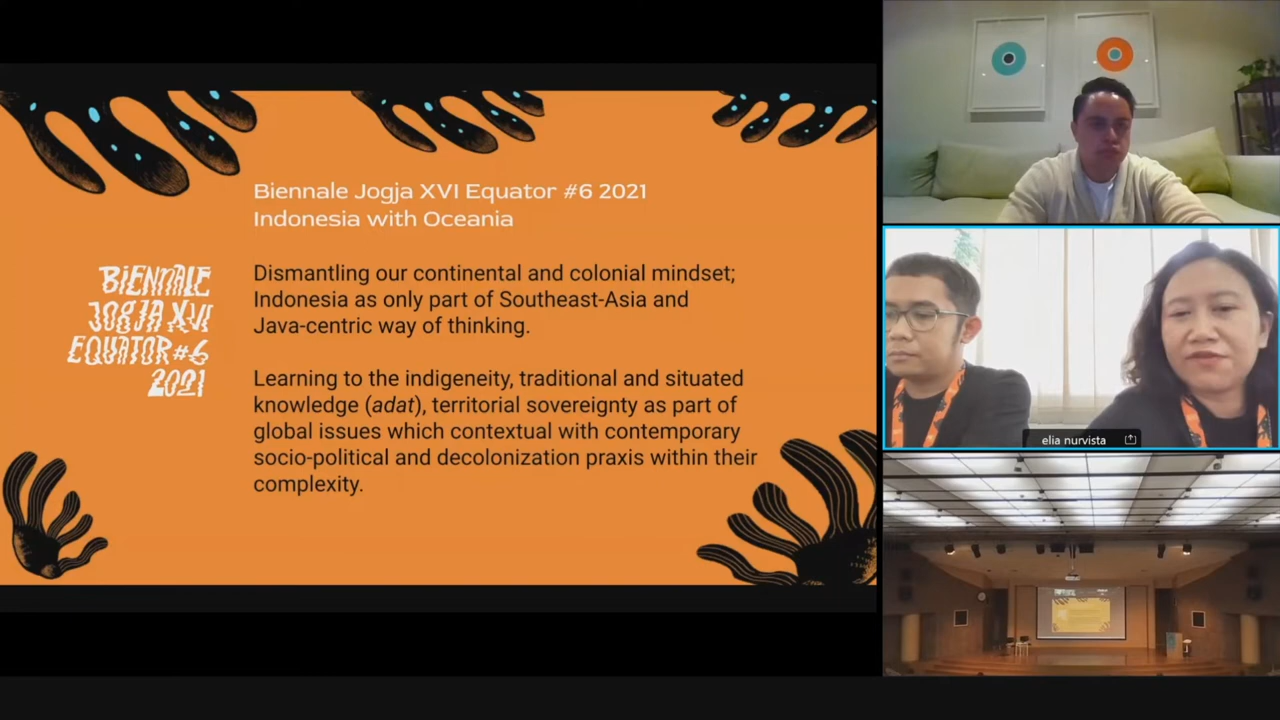 Biennale Jogja XVI Equator #6 2021
Indonesia with Oceania
BIENNALE
JOGJA XVI
EQUATOR#6
2021
Dismantling our continental and colonial mindset;
Indonesia as only part of Southeast-Asia and
Java-centric way of thinking.
Learning to the indigeneity, traditional and situated
knowledge (adat), territorial sovereignty as part of
global issues which contextual with contemporary
socio-political and decolonization praxis within their
complexity.
elia nurvista